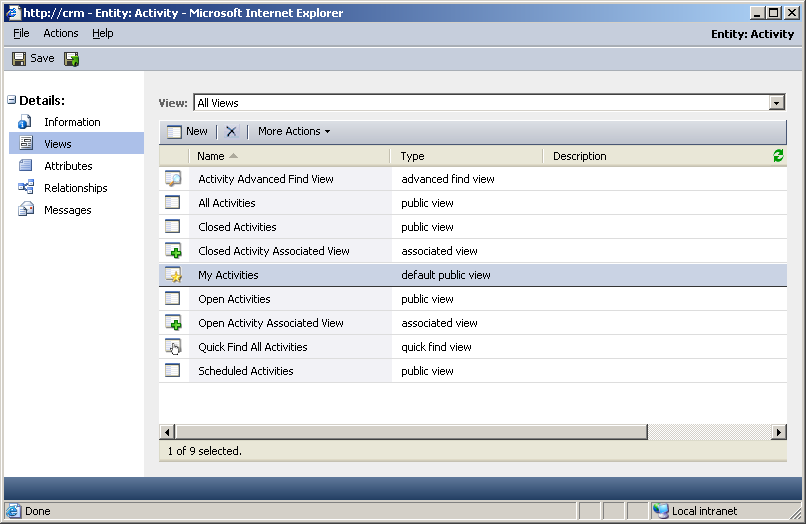 http://crm - Entity: Activity - Microsoft Internet Explorer
File Actions Help Entity: Activity
Save
Details:
Information
Views
Attributes
Relationships
Messages
View: All Views
New More Actions
Name Type Description
Activity Advanced Find View advanced find view
All Activities public view
Closed Activities public view
Closed Activity Associated View associated view
My Activities default public view
Open Activities public view
Open Activity Associated View associated view
Quick Find All Activities quick find view
Scheduled Activities public view
1 of 9 selected.
Done Local intranet